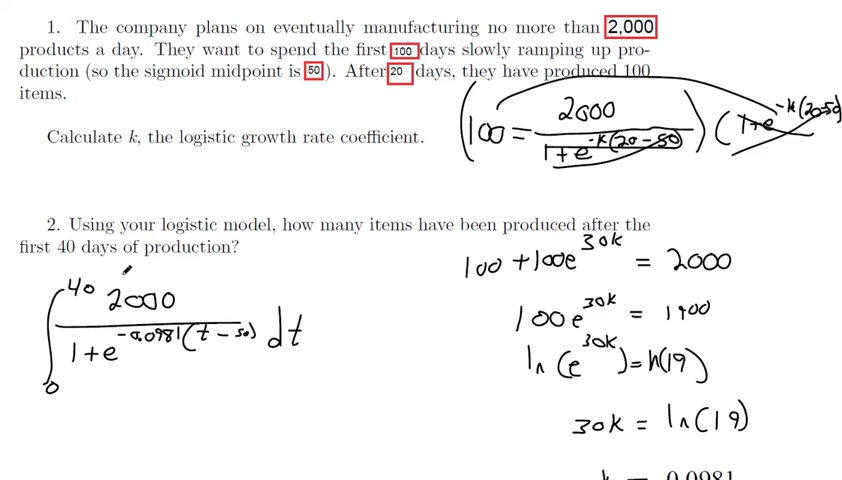 1. The company plans on eventually manufacturing no more than 2,000
products a day. They want to spend the first 100 days slowly ramping up pro-
duction (so the sigmoid midpoint is 50). After 20 days, they have produced 100
items.
(100 = 2000 / 1+e^-k(20-50)) (1+e^-k(20-50))
Calculate k, the logistic growth rate coefficient.
2. Using your logistic model, how many items have been produced after the
first 40 days of production?
∫_0^40 2000 / 1+e^-0.0981(t-50) dt
100 + 100e^30k = 2000
100e^30k = 1900
ln(e^30k) = ln(19)
30k = ln(19)
k = 0.0981